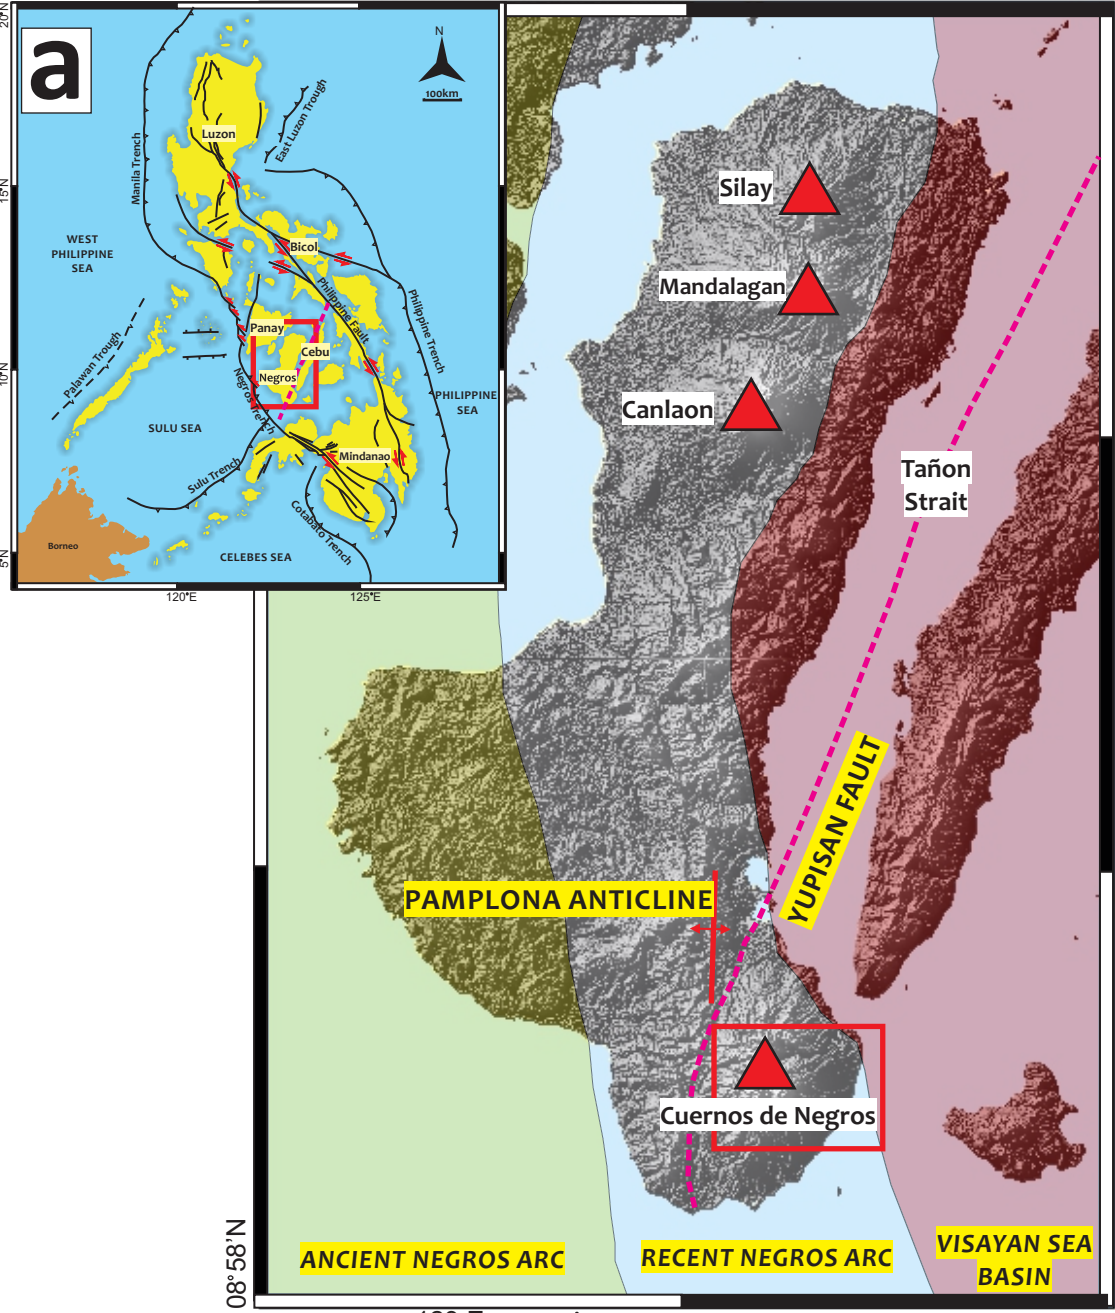 20°N
a
N
100km
Luzon
East Luzon Trough
Manila Trench
15°N
WEST
PHILIPPINE
SEA
Bicol
Philippine Fault
Philippine Trench
Panay
Cebu
Negros
Palawan Trough
10°N
Negros Trench
PHILIPPINE
SEA
SULU SEA
Mindanao
Sulu Trench
Cotabato Trench
Borneo
5°N
CELEBES SEA
120°E
125°E
Silay
Mandalagan
Canlaon
Tañon
Strait
YUPISAN FAULT
PAMPLONA ANTICLINE
Cuernos de Negros
08°58'N
ANCIENT NEGROS ARC
RECENT NEGROS ARC
VISAYAN SEA
BASIN